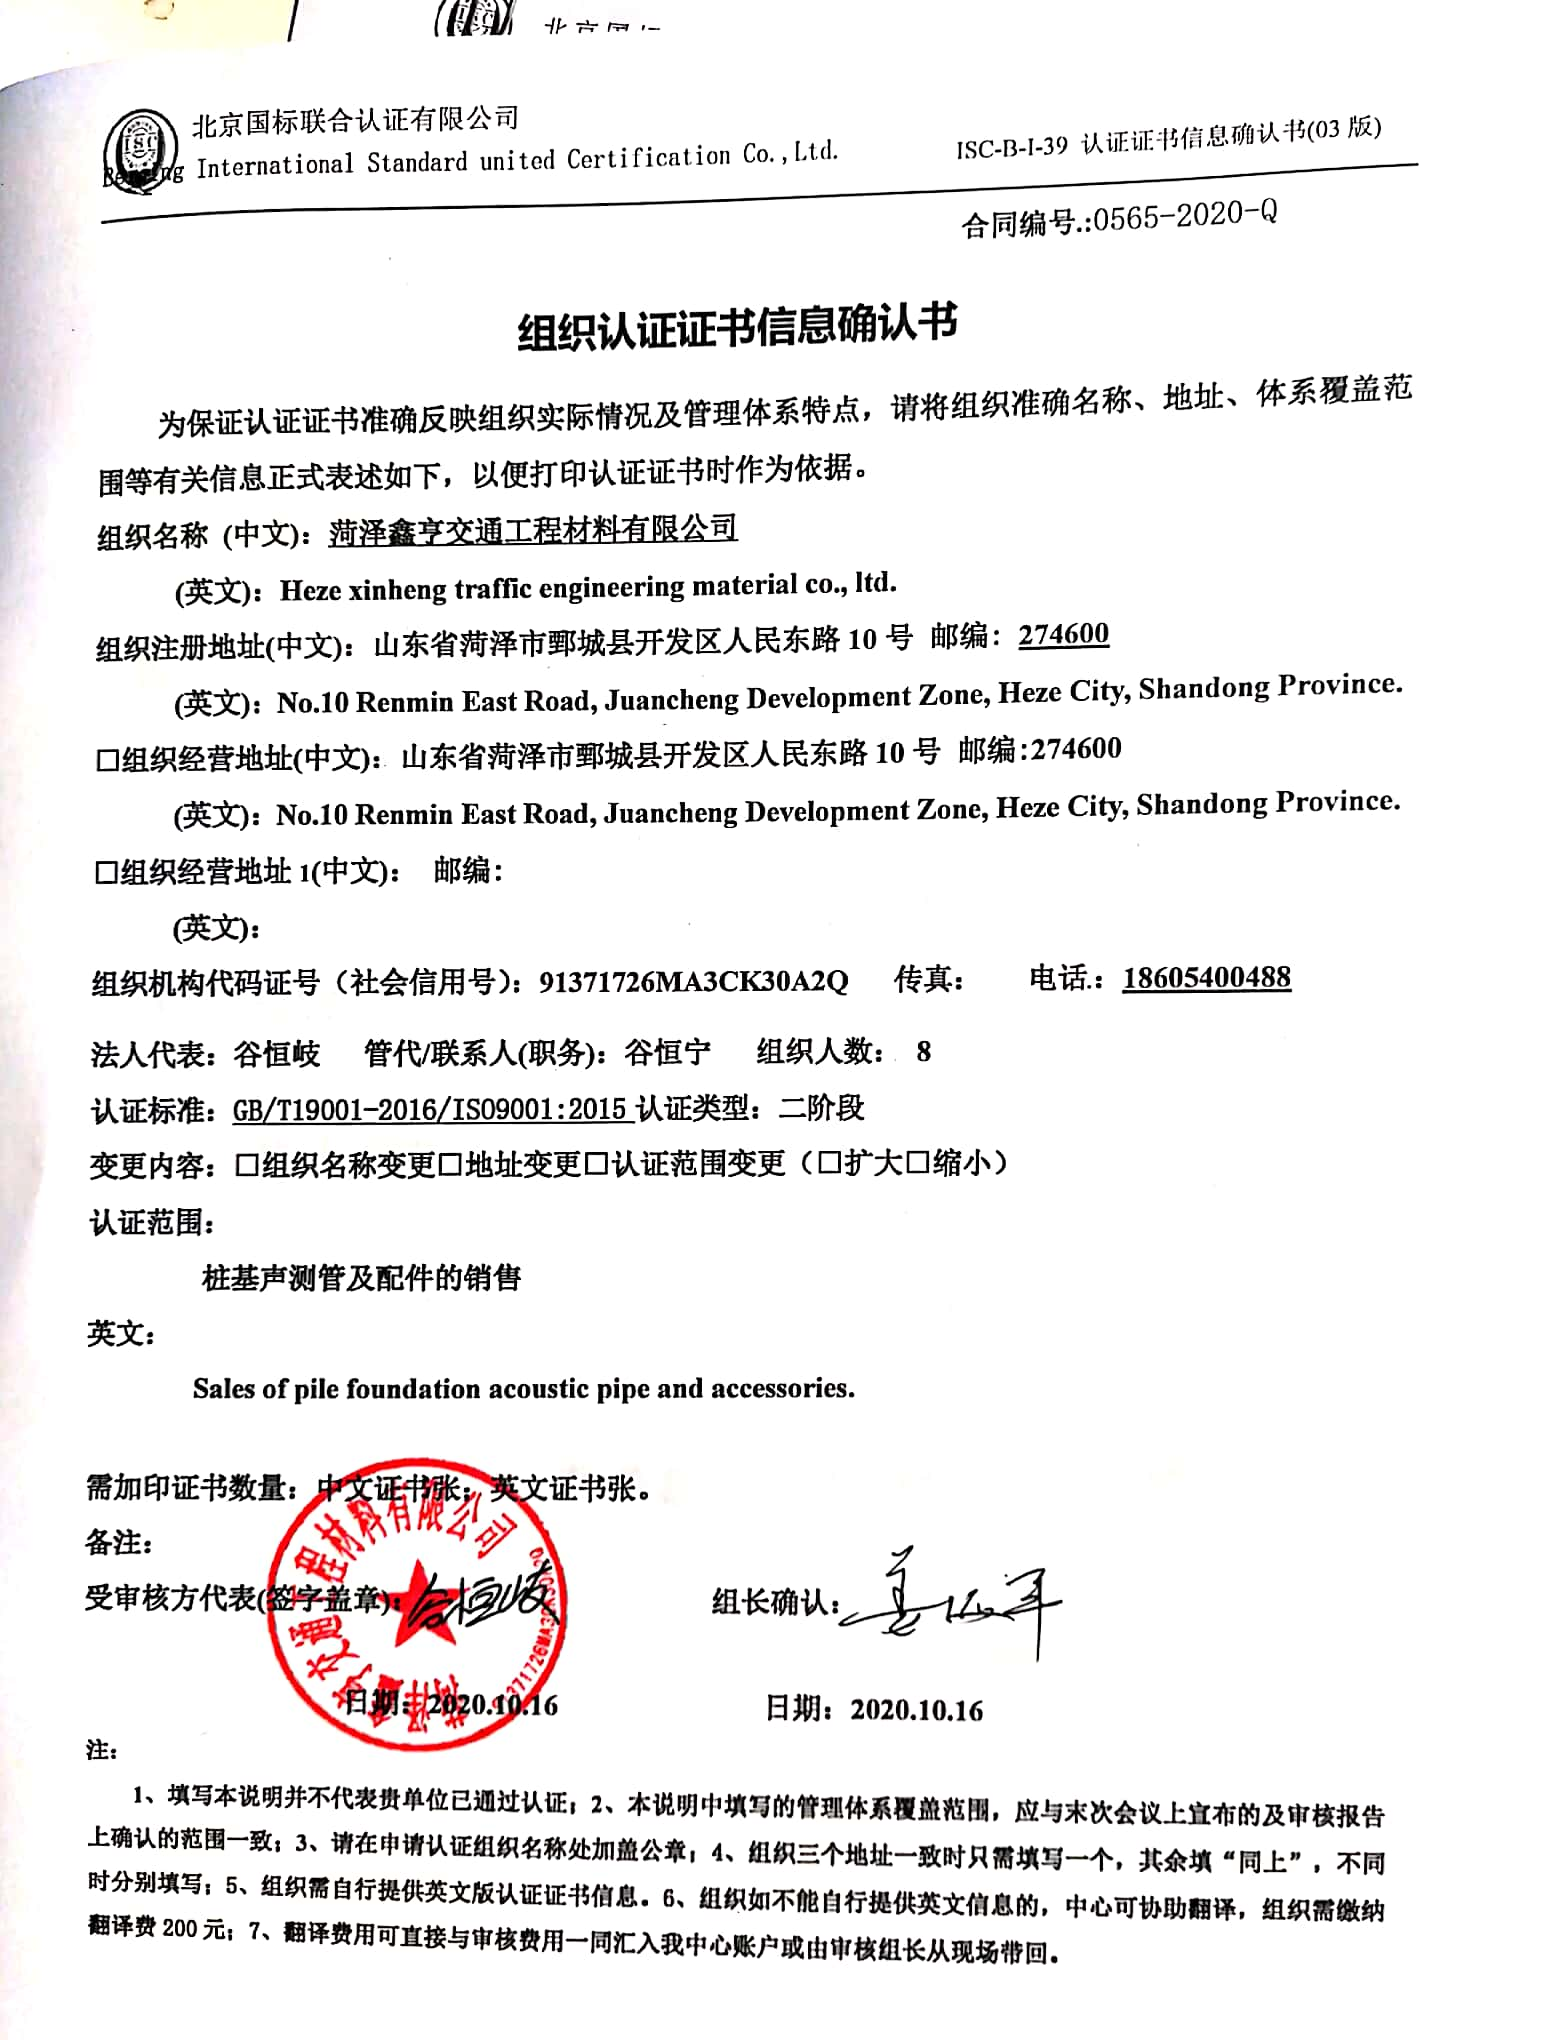 北京国标
北京国标联合认证有限公司
Beijing International Standard united Certification Co.,Ltd.
ISC-B-I-39 认证证书信息确认书(03 版)
ISC
合同编号.:0565-2020-Q
组织认证证书信息确认书
为保证认证证书准确反映组织实际情况及管理体系特点，请将组织准确名称、地址、体系覆盖范
围等有关信息正式表述如下，以便打印认证证书时作为依据。
组织名称 (中文)：菏泽鑫亨交通工程材料有限公司
(英文)：Heze xinheng traffic engineering material co., ltd.
组织注册地址(中文)：山东省菏泽市鄄城县开发区人民东路 10 号 邮编：274600
(英文)：No.10 Renmin East Road, Juancheng Development Zone, Heze City, Shandong Province.
□组织经营地址(中文)：山东省菏泽市鄄城县开发区人民东路 10 号 邮编:274600
(英文)：No.10 Renmin East Road, Juancheng Development Zone, Heze City, Shandong Province.
□组织经营地址 1(中文)： 邮编：
(英文)：
组织机构代码证号（社会信用号）：91371726MA3CK30A2Q 传真： 电话.：18605400488
法人代表：谷恒岐 管代/联系人(职务)：谷恒宁 组织人数： 8
认证标准：GB/T19001-2016/ISO9001:2015 认证类型：二阶段
变更内容：□组织名称变更□地址变更□认证范围变更（□扩大□缩小）
认证范围：
桩基声测管及配件的销售
英文：
Sales of pile foundation acoustic pipe and accessories.
需加印证书数量：中文证书张；英文证书张。
备注：
受审核方代表(签字盖章)：谷恒岐 组长确认：
日期：2020.10.16 日期：2020.10.16
菏泽鑫亨交通工程材料有限公司
注：
1、填写本说明并不代表贵单位已通过认证；2、本说明中填写的管理体系覆盖范围，应与末次会议上宣布的及审核报告
上确认的范围一致；3、请在申请认证组织名称处加盖公章；4、组织三个地址一致时只需填写一个，其余填“同上”，不同
时分别填写；5、组织需自行提供英文版认证证书信息。6、组织如不能自行提供英文信息的，中心可协助翻译，组织需缴纳
翻译费 200 元；7、翻译费用可直接与审核费用一同汇入我中心账户或由审核组长从现场带回。